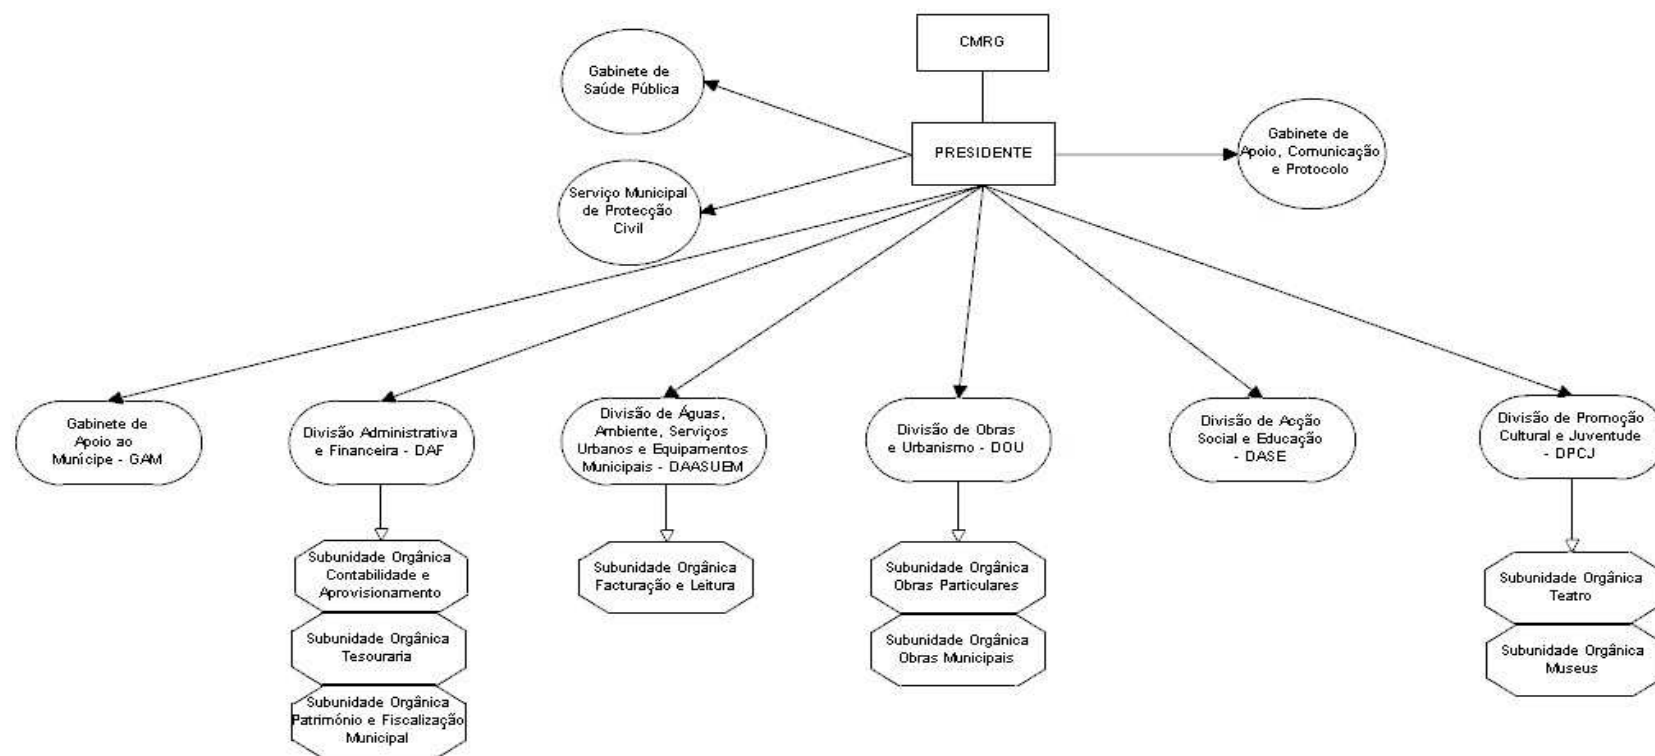 CMRG
Gabinete de
Saúde Pública
PRESIDENTE
Gabinete de
Apoio, Comunicação
e Protocolo
Serviço Municipal
de Protecção
Civil
Gabinete de
Apoio ao
Munícipe - GAM
Divisão Administrativa
e Financeira - DAF
Divisão de Águas,
Ambiente, Serviços
Urbanos e Equipamentos
Municipais - DAASUEM
Divisão de Obras
e Urbanismo - DOU
Divisão de Acção
Social e Educação
- DASE
Divisão de Promoção
Cultural e Juventude
- DPCJ
Subunidade Orgânica
Contabilidade e
Aprovisionamento
Subunidade Orgânica
Tesouraria
Subunidade Orgânica
Património e Fiscalização
Municipal
Subunidade Orgânica
Facturação e Leitura
Subunidade Orgânica
Obras Particulares
Subunidade Orgânica
Obras Municipais
Subunidade Orgânica
Teatro
Subunidade Orgânica
Museus